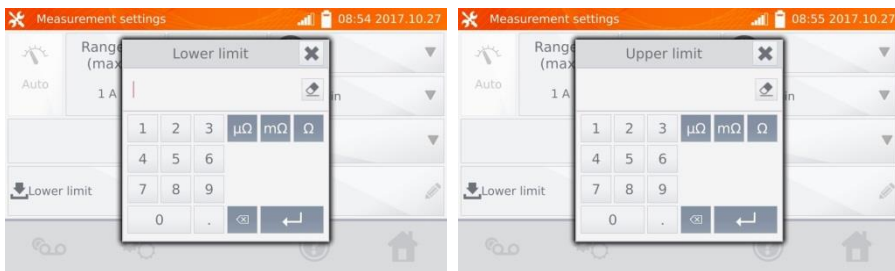 Measurement settings 08:54 2017.10.27
Range
(max
Lower limit
Auto
1 A
in
1 2 3 µΩ mΩ Ω
4 5 6
7 8 9
0 .
Lower limit
Measurement settings 08:55 2017.10.27
Range
(max
Upper limit
Auto
1 A
in
1 2 3 µΩ mΩ Ω
4 5 6
7 8 9
0 .
Lower limit